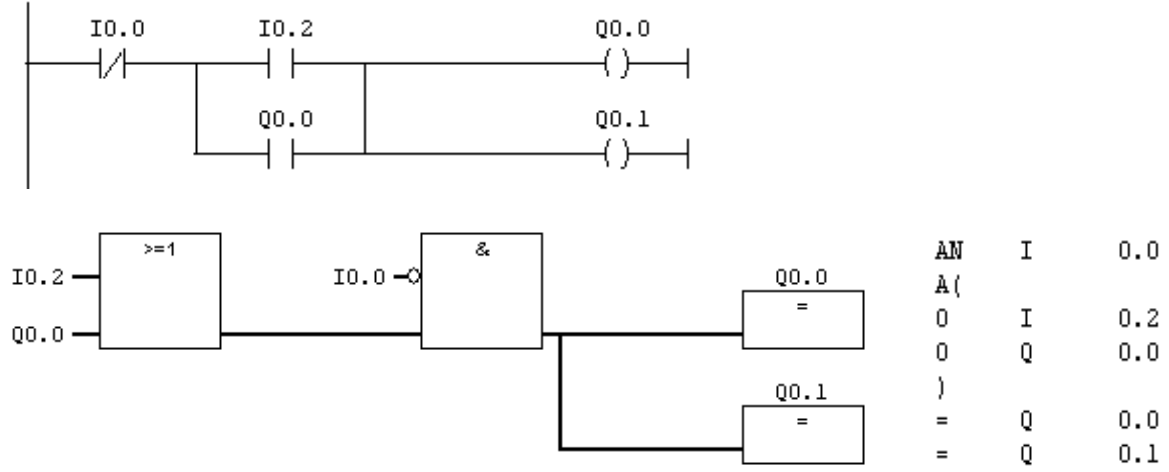 I0.0 I0.2 Q0.0
Q0.0 Q0.1
>=1 &
I0.2 I0.0 Q0.0
=
Q0.0
Q0.1
=
AN I 0.0
A(
O I 0.2
O Q 0.0
)
= Q 0.0
= Q 0.1